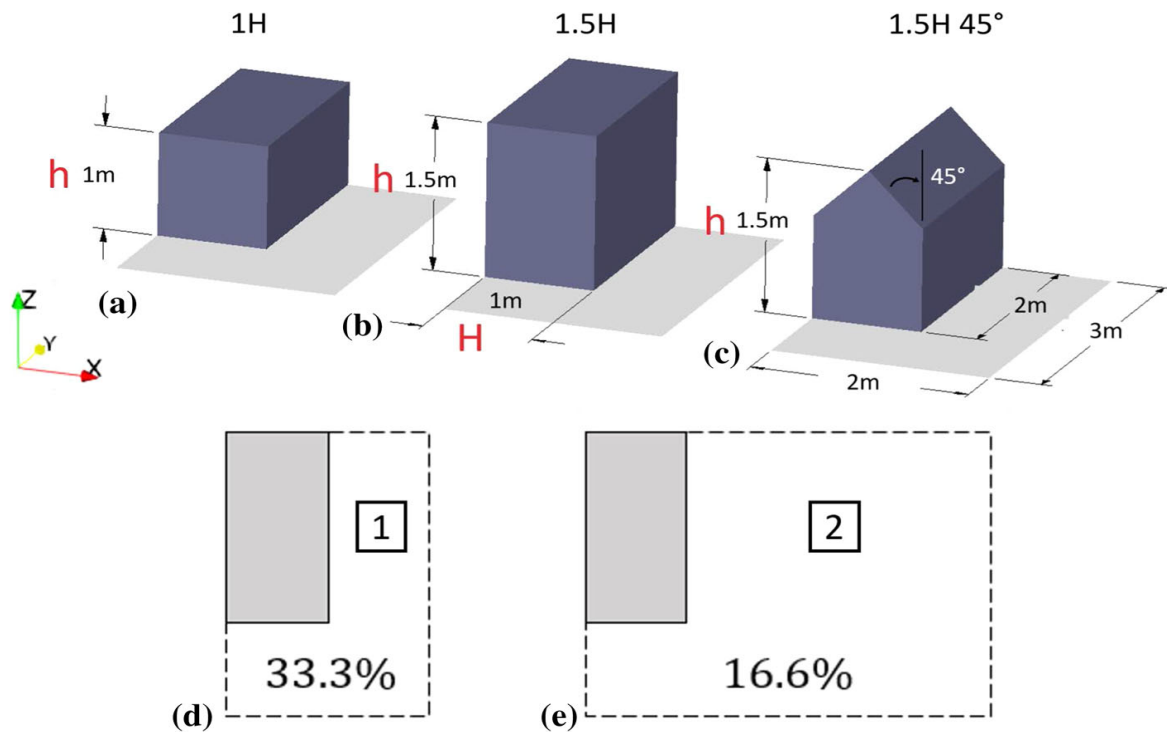 1H
1.5H
1.5H 45°
h 1m
h 1.5m
h 1.5m
45°
1m
H
2m
3m
2m
(a)
(b)
(c)
Z
Y
X
1
2
33.3%
16.6%
(d)
(e)